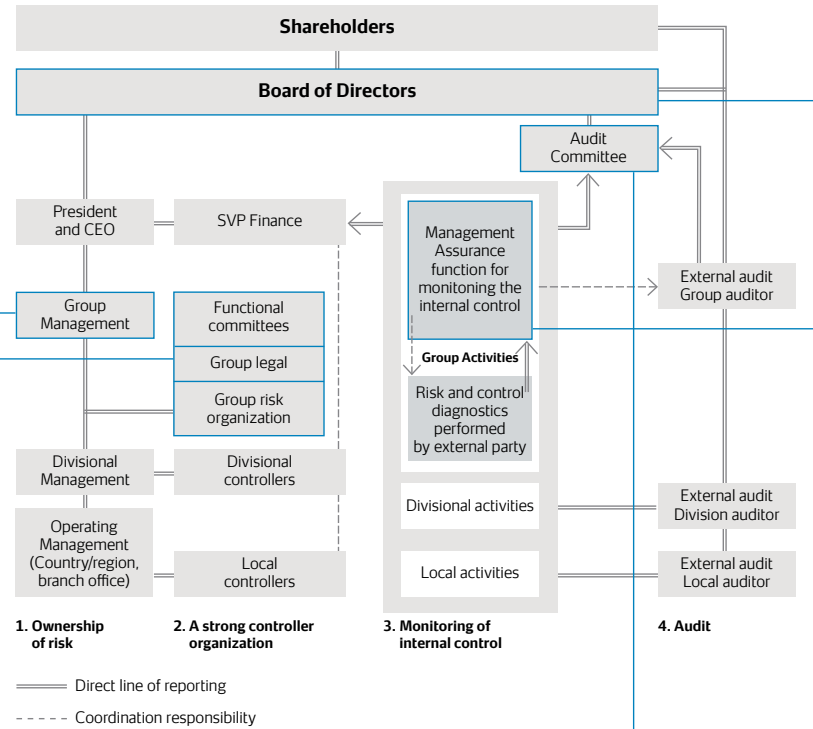 Shareholders
Board of Directors
Audit
Committee
President
and CEO
SVP Finance
Management
Assurance
function for
monitoning the
internal control
External audit
Group auditor
Group
Management
Functional
committees
Group legal
Group risk
organization
Group Activities
Risk and control
diagnostics
performed
by external party
Divisional
Management
Divisional
controllers
Divisional activities
External audit
Division auditor
Operating
Management
(Country/region,
branch office)
Local
controllers
Local activities
External audit
Local auditor
1. Ownership
of risk
2. A strong controller
organization
3. Monitoring of
internal control
4. Audit
Direct line of reporting
Coordination responsibility